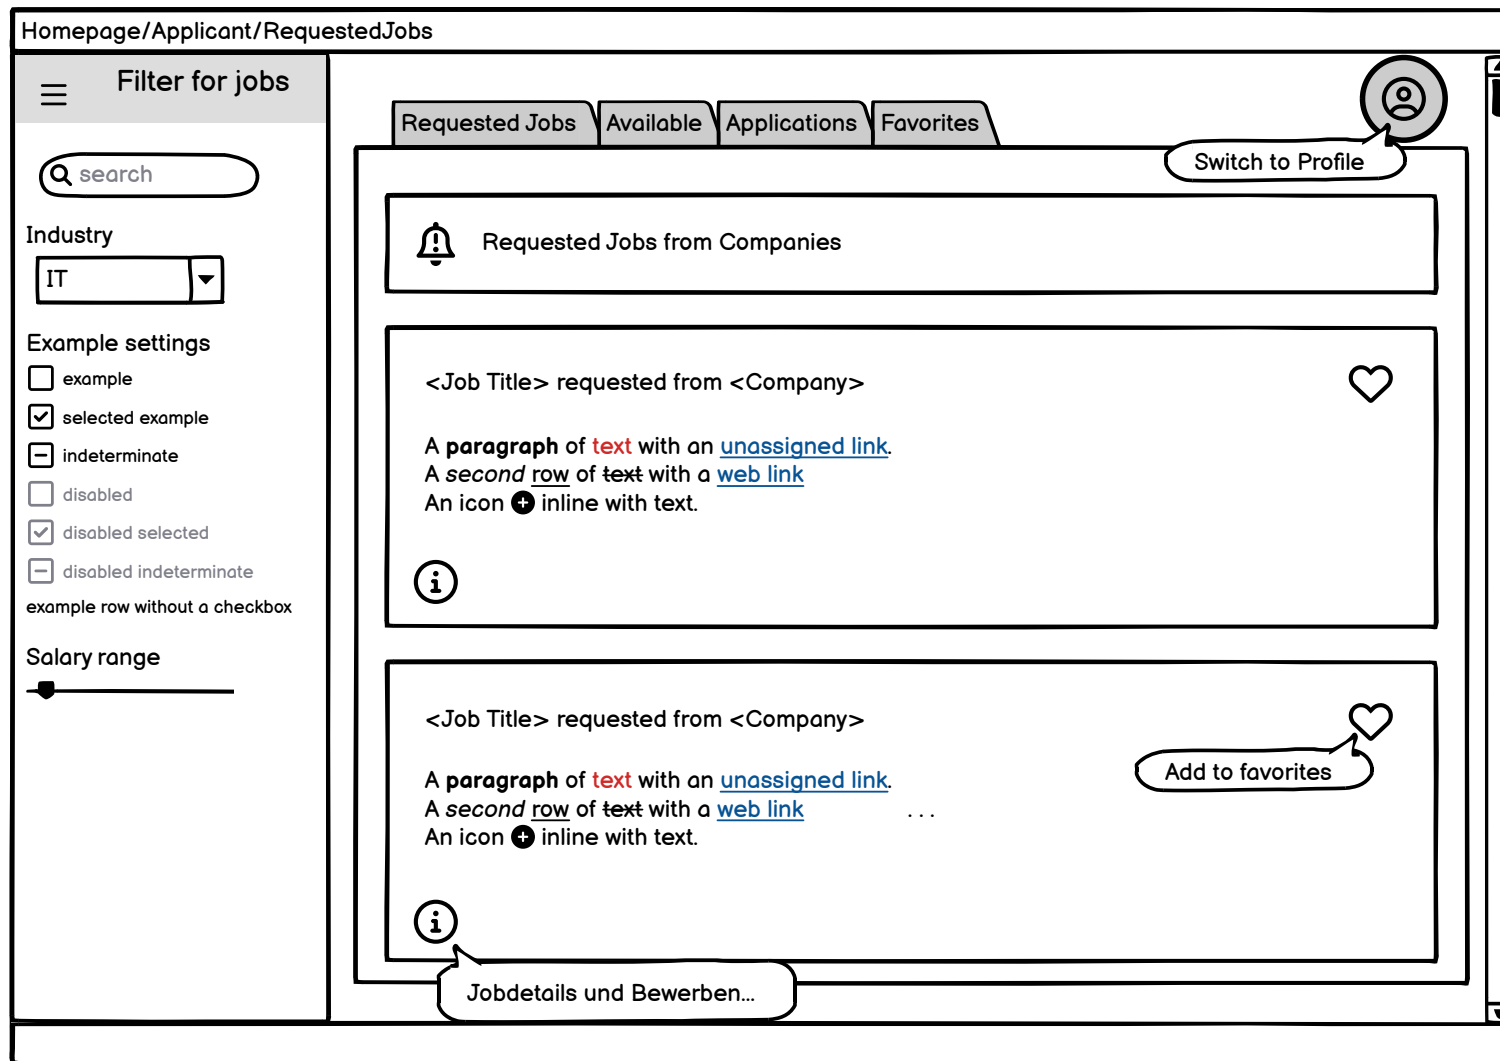 Homepage/Applicant/RequestedJobs
Filter for jobs
search
Industry
IT
Example settings
example
selected example
indeterminate
disabled
disabled selected
disabled indeterminate
example row without a checkbox
Salary range
Requested Jobs
Available
Applications
Favorites
Switch to Profile
Requested Jobs from Companies
<Job Title> requested from <Company>
A paragraph of text with an unassigned link.
A second row of text with a web link
An icon inline with text.
<Job Title> requested from <Company>
A paragraph of text with an unassigned link.
Add to favorites
A second row of text with a web link
...
An icon inline with text.
Jobdetails und Bewerben...